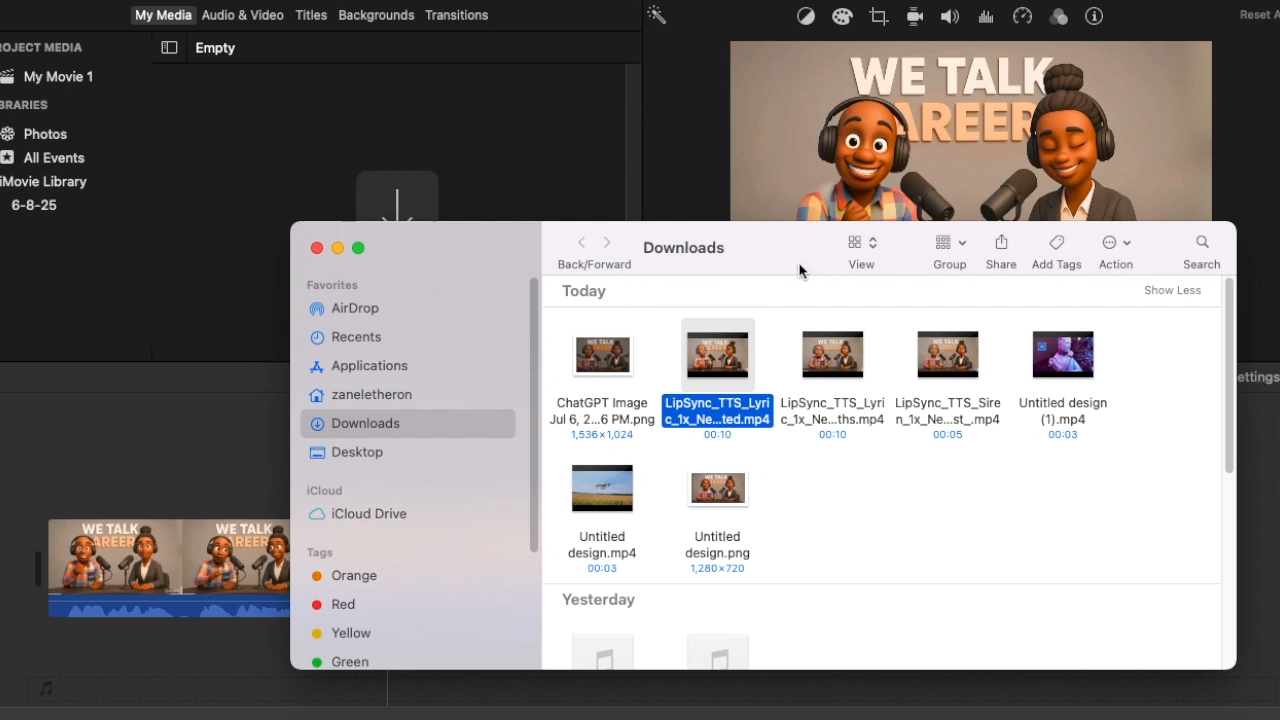 My Media Audio & Video Titles Backgrounds Transitions
Reset A
ROJECT MEDIA
Empty
My Movie 1
BRARIES
Photos
All Events
iMovie Library
6-8-25
WE TALK
AREER
Back/Forward
Downloads
View
Group
Share
Add Tags
Action
Search
Favorites
AirDrop
Recents
Applications
zaneletheron
Downloads
Desktop
iCloud
iCloud Drive
Tags
Orange
Red
Yellow
Green
Today
Show Less
ChatGPT Image
Jul 6, 2...6 PM.png
1,536×1,024
LipSync_TTS_Lyri
c_1x_Ne...ted.mp4
00:10
LipSync_TTS_Lyri
c_1x_Ne...ths.mp4
00:10
LipSync_TTS_Sire
n_1x_Ne...st_.mp4
00:05
Untitled design
(1).mp4
00:03
Untitled
design.mp4
00:03
Untitled
design.png
1,280×720
Yesterday
ettings
WE TALK
AREER
WE TALK
AREER